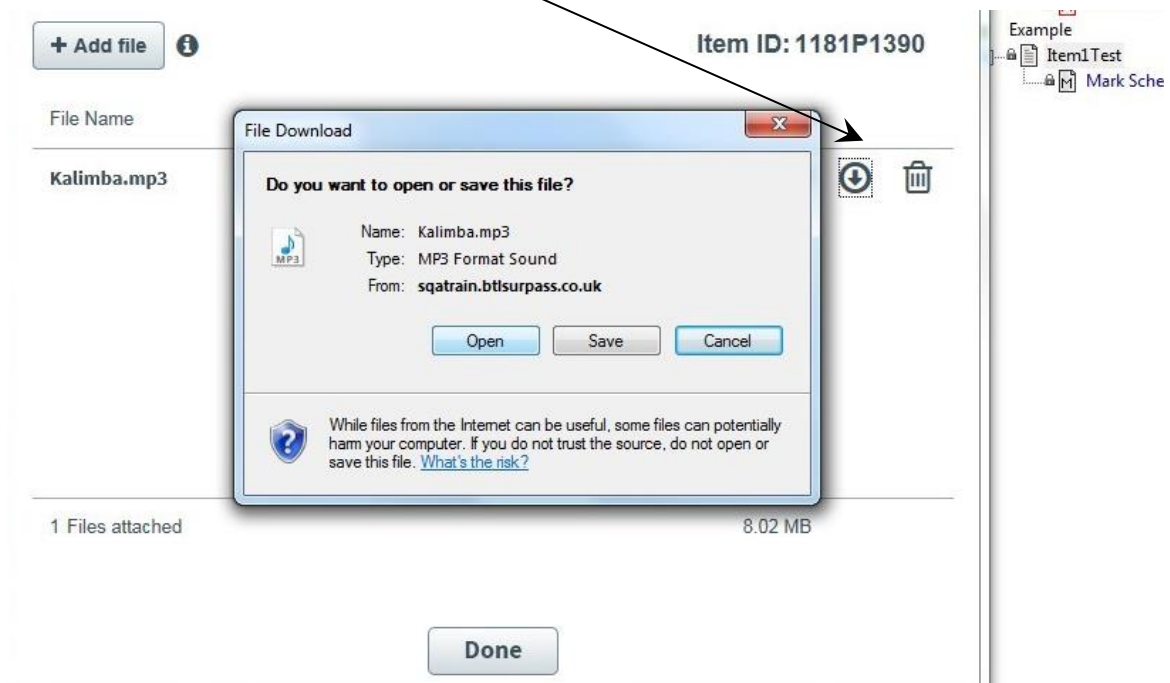 + Add file
Item ID: 1181P1390
Example
Item1Test
Mark Sche
File Name
File Download
Kalimba.mp3
Do you want to open or save this file?
MP3
Name: Kalimba.mp3
Type: MP3 Format Sound
From: sqatrain.btlsurpass.co.uk
Open Save Cancel
While files from the Internet can be useful, some files can potentially
harm your computer. If you do not trust the source, do not open or
save this file. What's the risk?
1 Files attached
8.02 MB
Done